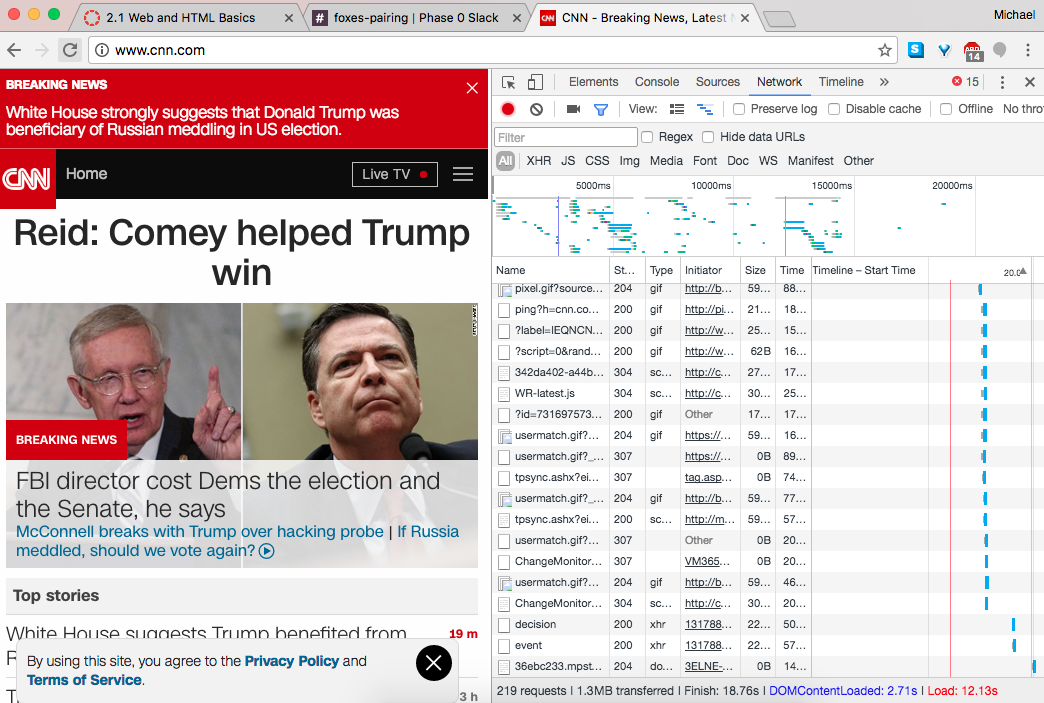 2.1 Web and HTML Basics
foxes-pairing | Phase 0 Slack
CNN - Breaking News, Latest
Michael
www.cnn.com
14
BREAKING NEWS
White House strongly suggests that Donald Trump was
beneficiary of Russian meddling in US election.
CNN
Home
Live TV
Reid: Comey helped Trump
win
BREAKING NEWS
FBI director cost Dems the election and
the Senate, he says
McConnell breaks with Trump over hacking probe | If Russia
meddled, should we vote again?
Top stories
White House suggests Trump benefited from
19 m
By using this site, you agree to the Privacy Policy and
Terms of Service.
3 h
Elements Console Sources Network Timeline » 15
View: Preserve log Disable cache Offline No thro
Filter Regex Hide data URLs
All XHR JS CSS Img Media Font Doc WS Manifest Other
5000ms 10000ms 15000ms 20000ms
Name St... Type Initiator Size Time Timeline – Start Time 20.0
pixel.gif?source... 204 gif http://b... 59... 88...
ping?h=cnn.co... 200 gif http://pi... 21... 18...
?label=IEQNCN... 200 gif http://w... 25... 15...
?script=0&rand... 200 gif http://w... 62B 16...
342da402-a44b... 304 sc... http://c... 27... 17...
WR-latest.js 304 sc... http://c... 30... 25...
?id=731697573... 200 gif Other 17... 17...
usermatch.gif?... 204 gif https://... 59... 16...
usermatch.gif?_... 307 https://... 0B 89...
tpsync.ashx?ei... 307 tag.asp... 0B 74...
usermatch.gif?_... 204 gif http://b... 59... 77...
tpsync.ashx?ei... 200 sc... http://m... 59... 57...
usermatch.gif?... 307 Other 0B 20...
ChangeMonitor... 307 VM365... 0B 20...
usermatch.gif?... 204 gif http://b... 59... 46...
ChangeMonitor... 304 sc... http://c... 30... 20...
decision 200 xhr 131788... 22... 50...
event 200 xhr 131788... 22... 57...
36ebc233.mpst... 204 do... 3ELNE-... 0B 14...
219 requests | 1.3MB transferred | Finish: 18.76s | DOMContentLoaded: 2.71s | Load: 12.13s